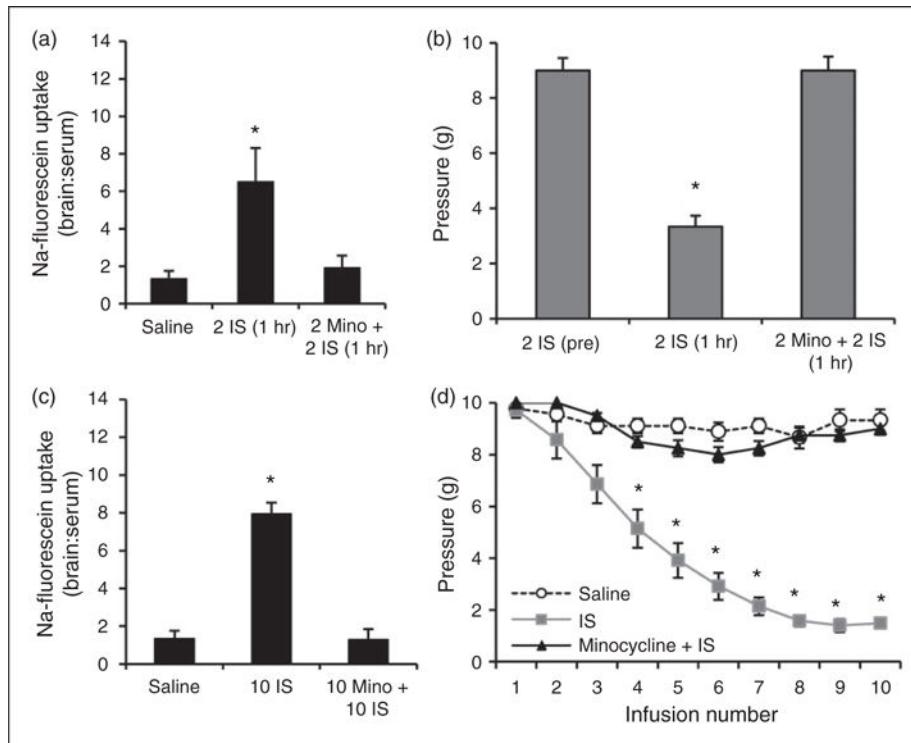 (a)
14
12
10
8
6
4
2
0
Na-fluorescein uptake
(brain:serum)
*
Saline
2 IS (1 hr)
2 Mino +
2 IS (1 hr)
(b)
10
8
6
4
2
0
Pressure (g)
*
2 IS (pre)
2 IS (1 hr)
2 Mino + 2 IS
(1 hr)
(c)
14
12
10
8
6
4
2
0
Na-fluorescein uptake
(brain:serum)
*
Saline
10 IS
10 Mino +
10 IS
(d)
10
8
6
4
2
0
Pressure (g)
* * * * * * *
Saline
IS
Minocycline + IS
1 2 3 4 5 6 7 8 9 10
Infusion number